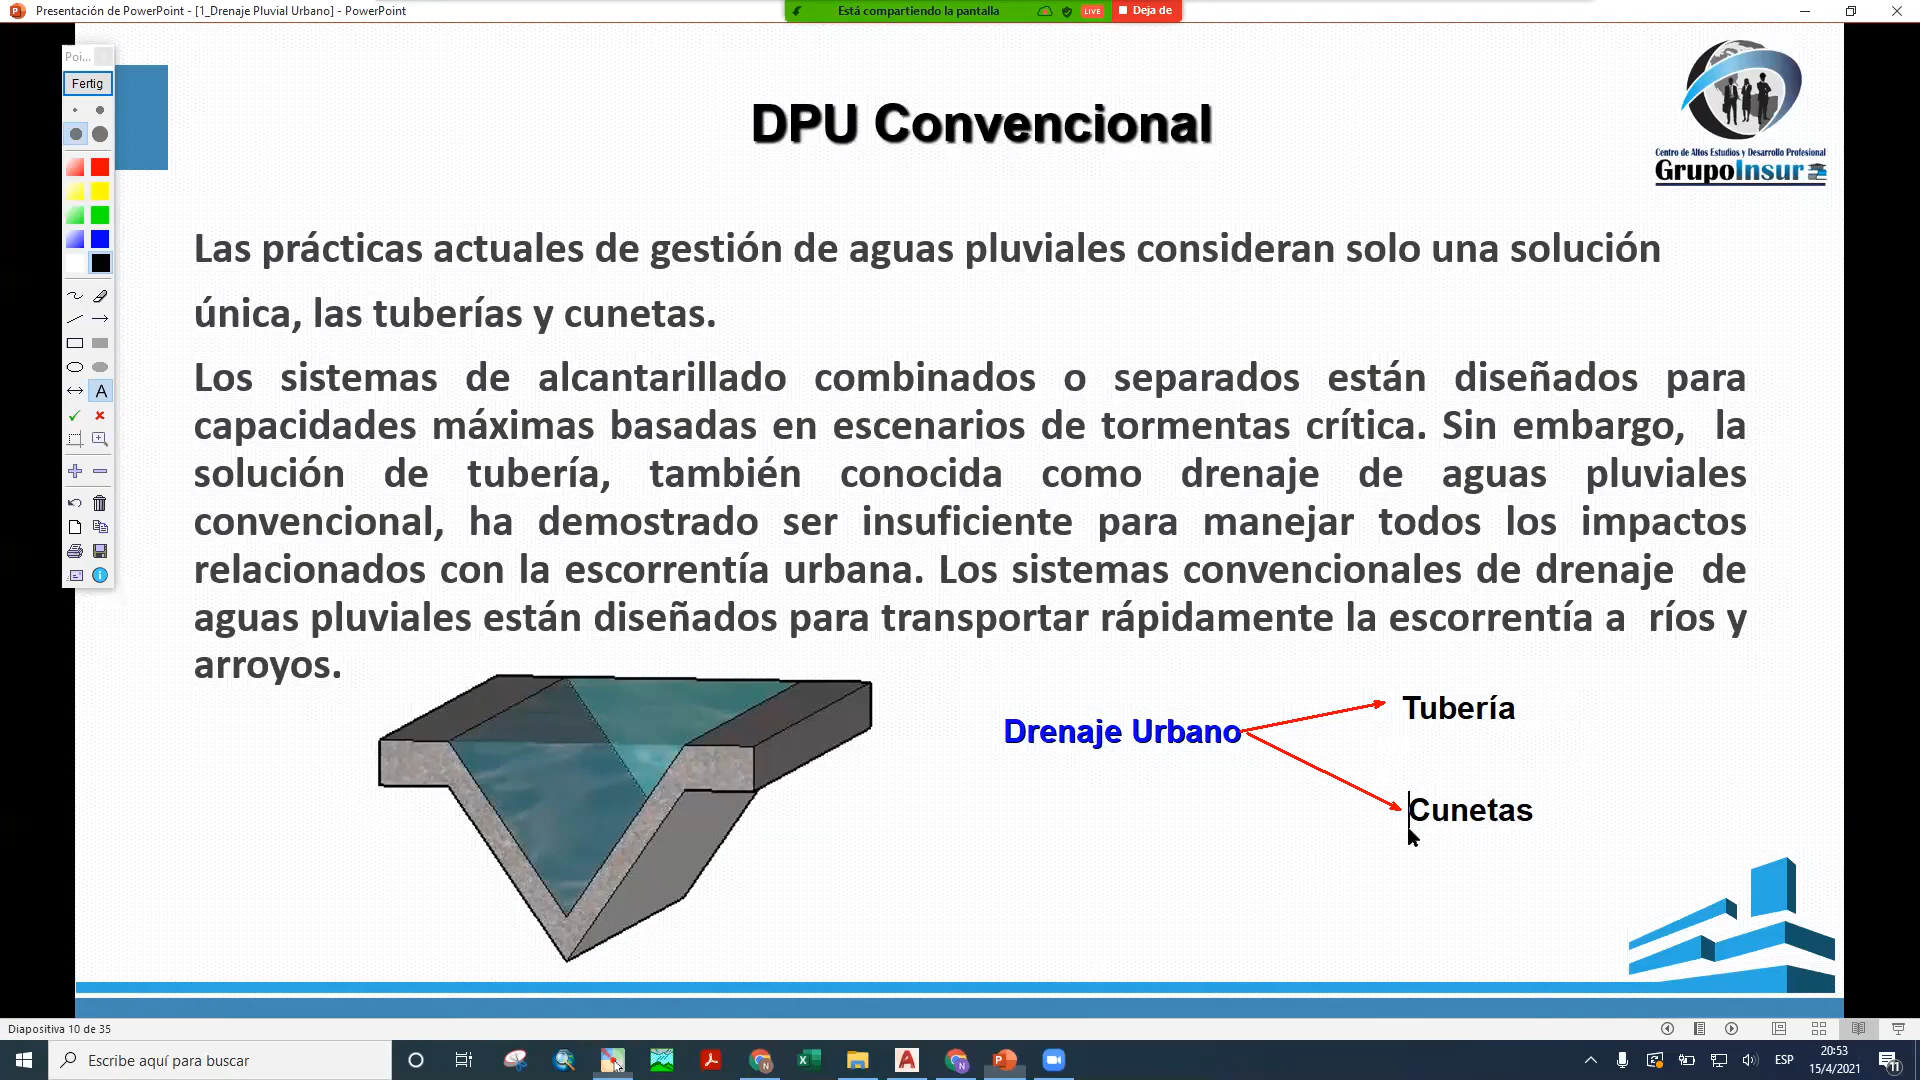 Presentación de PowerPoint - [1_Drenaje Pluvial Urbano] - PowerPoint
Está compartiendo la pantalla
LIVE
Deja de
Poi...
Fertig
DPU Convencional
Centro de Altos Estudios y Desarrollo Profesional
GrupoInsur
Las prácticas actuales de gestión de aguas pluviales consideran solo una solución
única, las tuberías y cunetas.
Los sistemas de alcantarillado combinados o separados están diseñados para
capacidades máximas basadas en escenarios de tormentas crítica. Sin embargo, la
solución de tubería, también conocida como drenaje de aguas pluviales
convencional, ha demostrado ser insuficiente para manejar todos los impactos
relacionados con la escorrentía urbana. Los sistemas convencionales de drenaje de
aguas pluviales están diseñados para transportar rápidamente la escorrentía a ríos y
arroyos.
Drenaje Urbano
Tubería
Cunetas
Diapositiva 10 de 35
Escribe aquí para buscar
ESP
20:53
15/4/2021
11